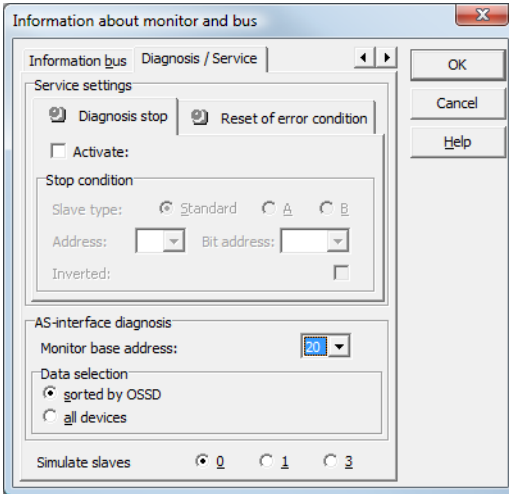 Information about monitor and bus
Information bus Diagnosis / Service
OK
Cancel
Help
Service settings
Diagnosis stop Reset of error condition
Activate:
Stop condition
Slave type: Standard A B
Address: Bit address:
Inverted:
AS-interface diagnosis
Monitor base address: 20
Data selection
sorted by OSSD
all devices
Simulate slaves 0 1 3